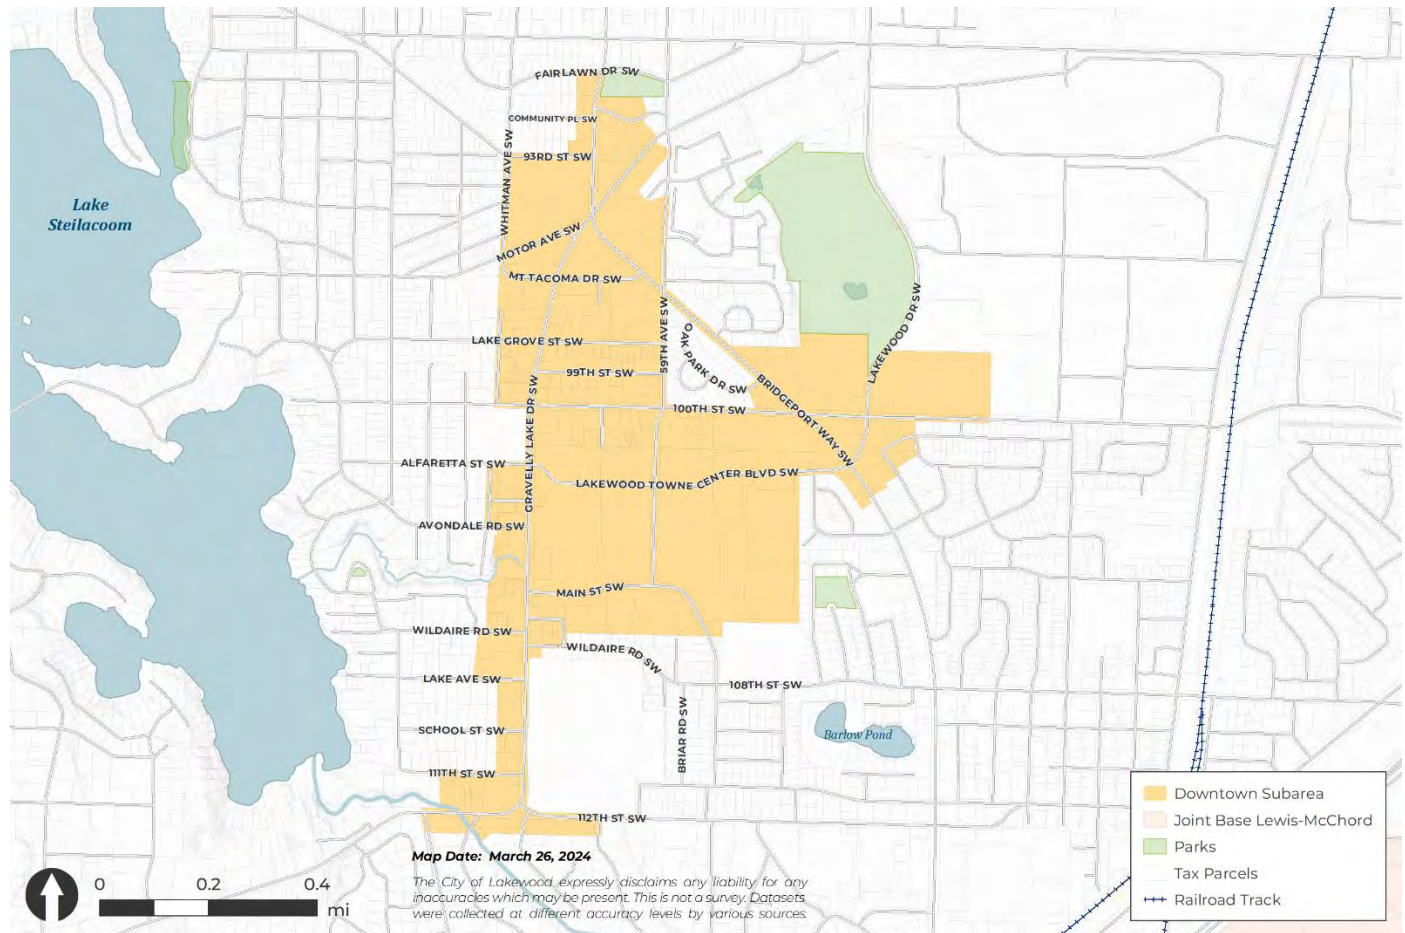 FAIRLAWN DR SW
COMMUNITY PL SW
WHITMAN AVE SW
93RD ST SW
Lake
Steilacoom
MOTOR AVE SW
MT TACOMA DR SW
LAKEWOOD DR SW
59TH AVE SW
LAKE GROVE ST SW
OAK PARK DR SW
99TH ST SW
BRIDGEPORT WAY SW
GRAVELLY LAKE DR SW
100TH ST SW
ALFARETTA ST SW
LAKEWOOD TOWNE CENTER BLVD SW
AVONDALE RD SW
MAIN ST SW
WILDAIRE RD SW
WILDAIRE RD SW
LAKE AVE SW
108TH ST SW
BRIAR RD SW
SCHOOL ST SW
Barlow Pond
111TH ST SW
112TH ST SW
Downtown Subarea
Joint Base Lewis-McChord
Parks
Tax Parcels
Railroad Track
Map Date: March 26, 2024
The City of Lakewood expressly disclaims any liability for any
inaccuracies which may be present. This is not a survey. Datasets
were collected at different accuracy levels by various sources.
0 0.2 0.4
mi